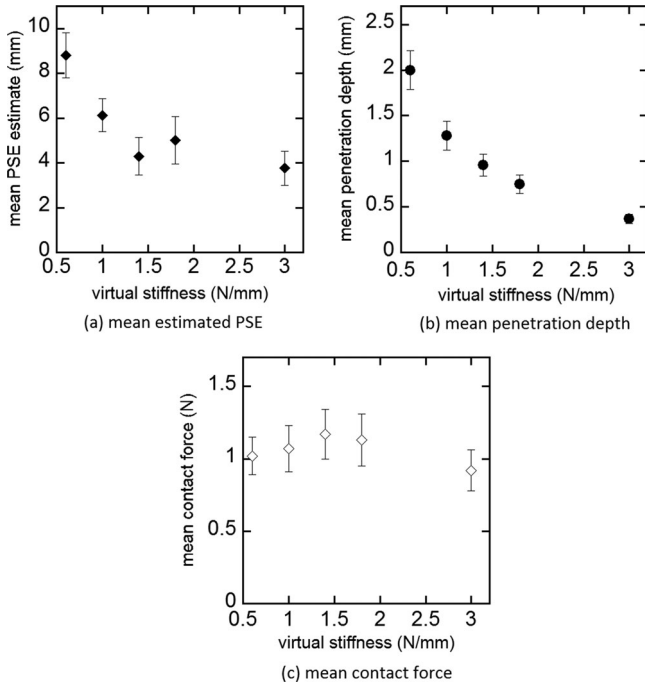 mean PSE estimate (mm)
10
8
6
4
2
0
0.5 1 1.5 2 2.5 3
virtual stiffness (N/mm)
(a) mean estimated PSE
mean penetration depth (mm)
2.5
2
1.5
1
0.5
0
0.5 1 1.5 2 2.5 3
virtual stiffness (N/mm)
(b) mean penetration depth
mean contact force (N)
1.5
1
0.5
0
0.5 1 1.5 2 2.5 3
virtual stiffness (N/mm)
(c) mean contact force